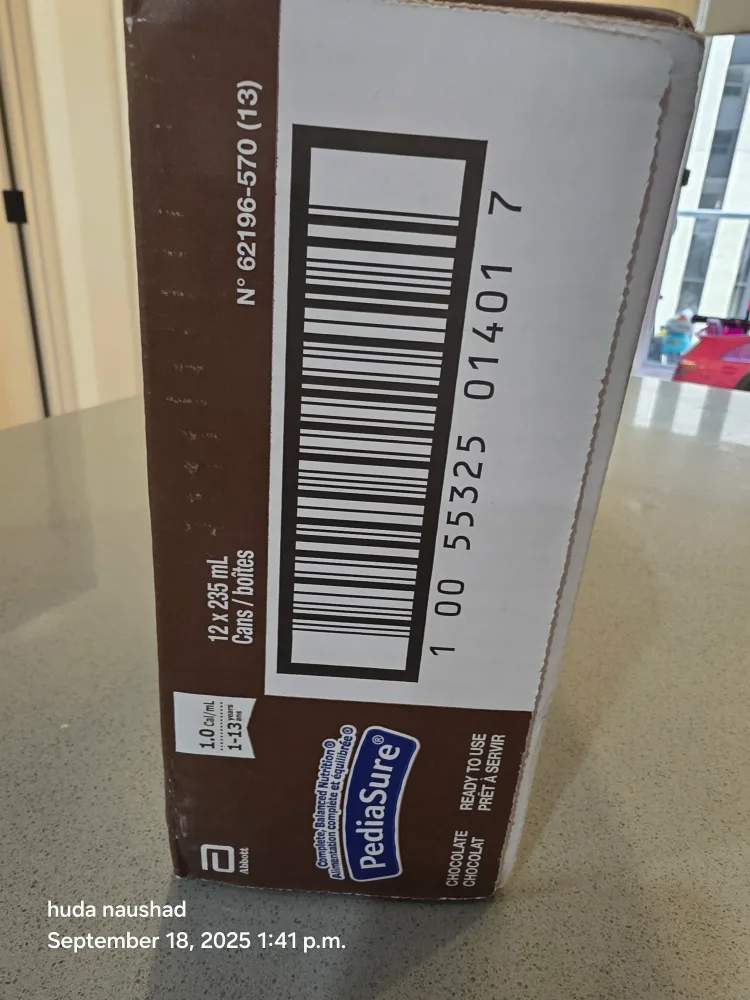 N° 62196-570 (13)
12 x 235 mL
Cans / boîtes
1 00 55325 01401 7
1.0 Cal/mL
1-13 years
ans
Abbott
Complete, Balanced Nutrition®
Alimentation complète et équilibrée®
PediaSure®
CHOCOLATE
CHOCOLAT
READY TO USE
PRÊT À SERVIR
huda naushad
September 18, 2025 1:41 p.m.